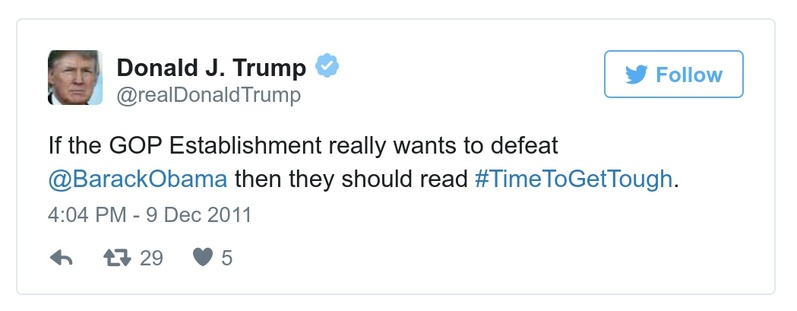 Donald J. Trump
@realDonaldTrump
Follow
If the GOP Establishment really wants to defeat
@BarackObama then they should read #TimeToGetTough.
4:04 PM - 9 Dec 2011
29 5